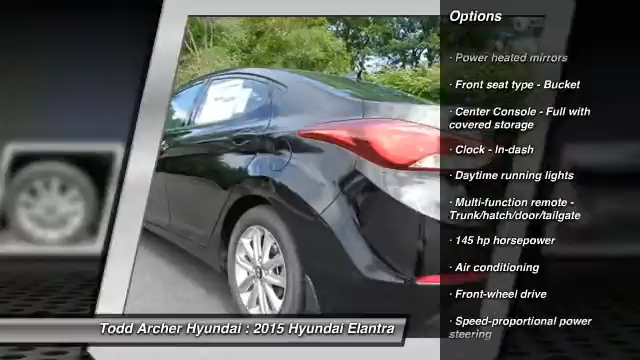 Options
· Power heated mirrors
· Front seat type - Bucket
· Center Console - Full with
covered storage
· Clock - In-dash
· Daytime running lights
· Multi-function remote -
Trunk/hatch/door/tailgate
· 145 hp horsepower
· Air conditioning
· Front-wheel drive
· Speed-proportional power
steering
Todd Archer Hyundai : 2015 Hyundai Elantra